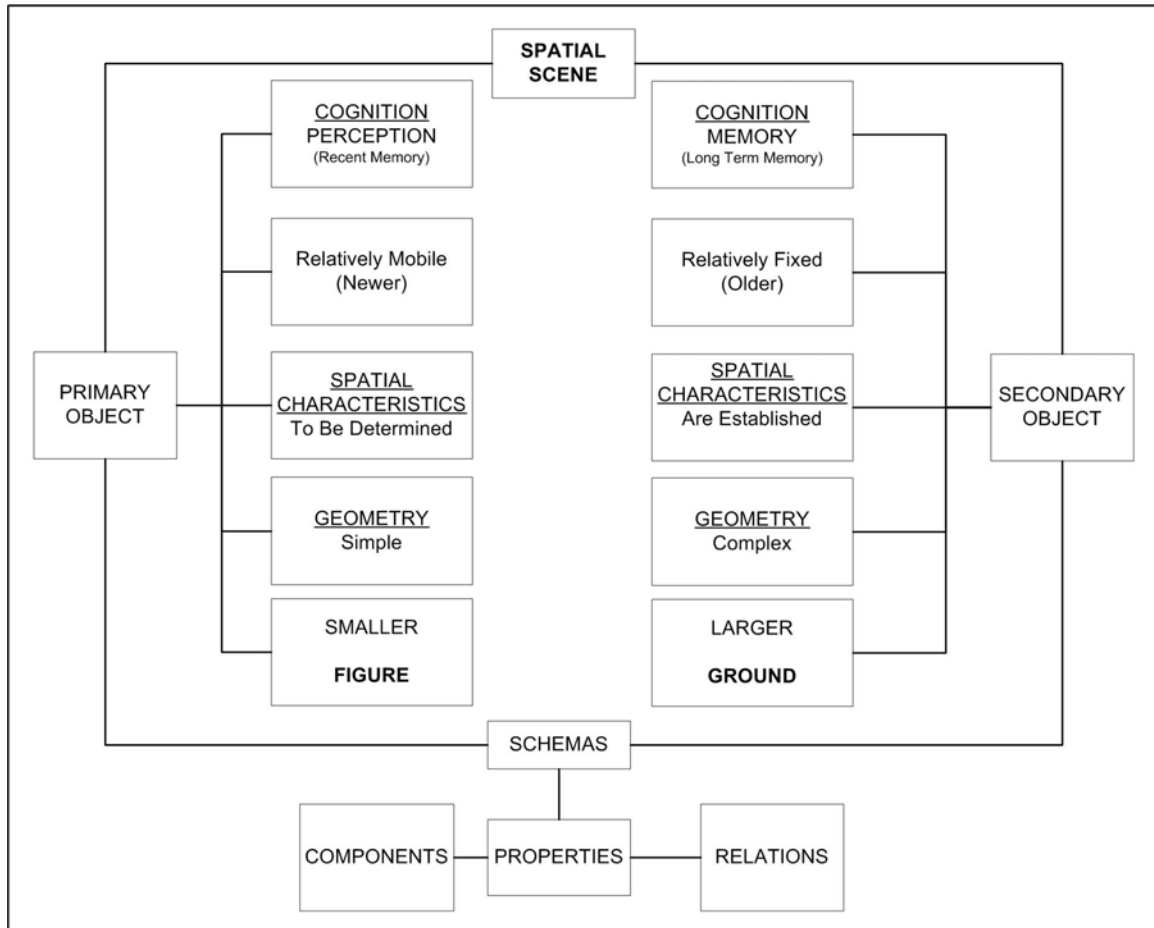 SPATIAL
SCENE
COGNITION
PERCEPTION
(Recent Memory)
COGNITION
MEMORY
(Long Term Memory)
Relatively Mobile
(Newer)
Relatively Fixed
(Older)
PRIMARY
OBJECT
SPATIAL
CHARACTERISTICS
To Be Determined
SPATIAL
CHARACTERISTICS
Are Established
SECONDARY
OBJECT
GEOMETRY
Simple
GEOMETRY
Complex
SMALLER
FIGURE
LARGER
GROUND
SCHEMAS
COMPONENTS
PROPERTIES
RELATIONS